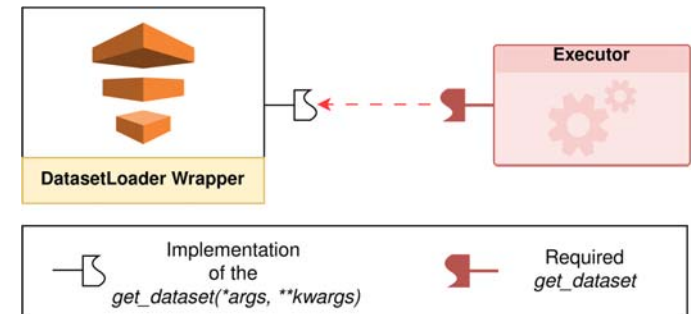 Executor
DatasetLoader Wrapper
Implementation
of the
get_dataset(*args, **kwargs)
Required
get_dataset